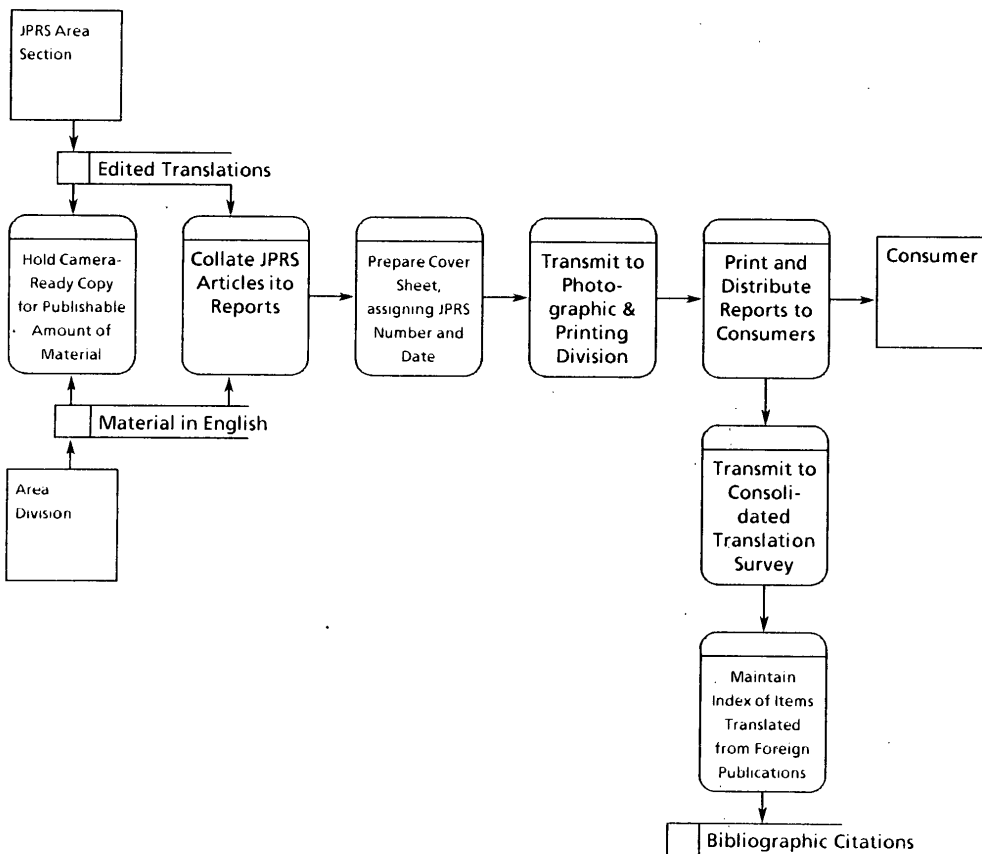 JPRS Area
Section
Edited Translations
Hold Camera-
Ready Copy
for Publishable
Amount of
Material
Collate JPRS
Articles ito
Reports
Prepare Cover
Sheet,
assigning JPRS
Number and
Date
Transmit to
Photo-
graphic &
Printing
Division
Print and
Distribute
Reports to
Consumers
Consumer
Material in English
Area
Division
Transmit to
Consoli-
dated
Translation
Survey
Maintain
Index of Items
Translated
from Foreign
Publications
Bibliographic Citations